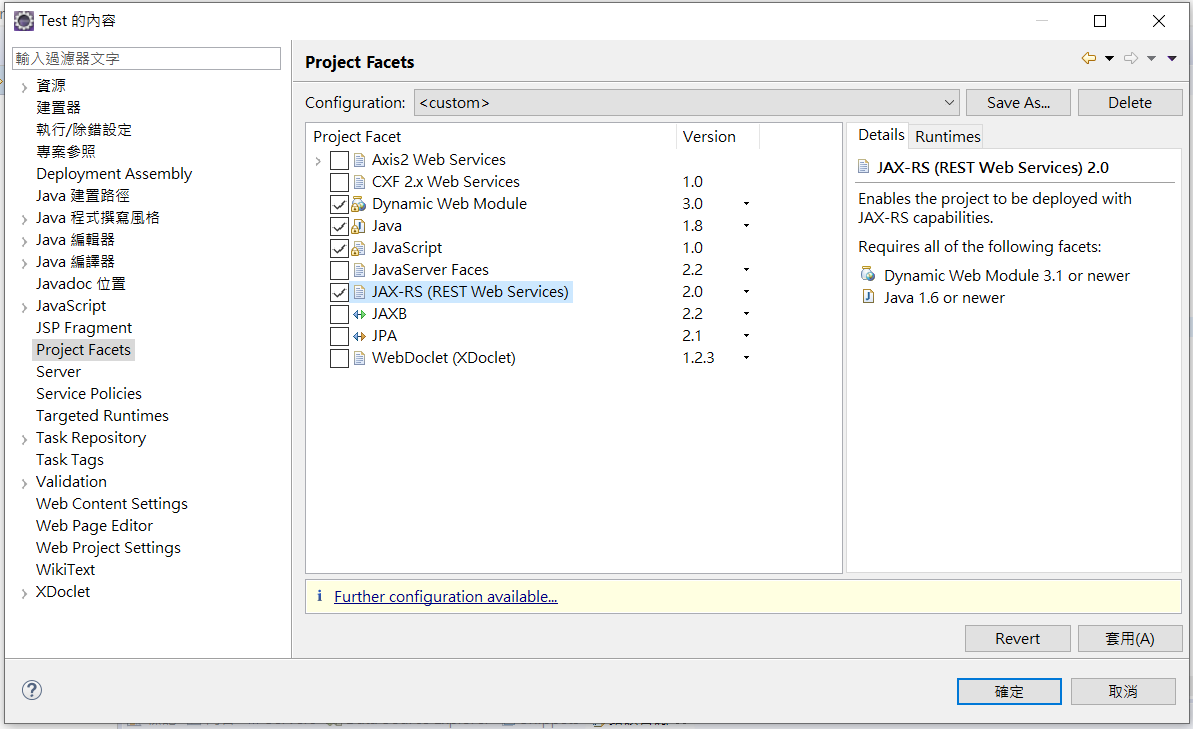 Test 的內容
輸入過濾器文字
資源
建置器
執行/除錯設定
專案參照
Deployment Assembly
Java 建置路徑
Java 程式撰寫風格
Java 編輯器
Java 編譯器
Javadoc 位置
JavaScript
JSP Fragment
Project Facets
Server
Service Policies
Targeted Runtimes
Task Repository
Task Tags
Validation
Web Content Settings
Web Page Editor
Web Project Settings
WikiText
XDoclet
Project Facets
Configuration: <custom> Save As... Delete
Project Facet Version
Axis2 Web Services
CXF 2.x Web Services 1.0
Dynamic Web Module 3.0
Java 1.8
JavaScript 1.0
JavaServer Faces 2.2
JAX-RS (REST Web Services) 2.0
JAXB 2.2
JPA 2.1
WebDoclet (XDoclet) 1.2.3
Details Runtimes
JAX-RS (REST Web Services) 2.0
Enables the project to be deployed with
JAX-RS capabilities.
Requires all of the following facets:
Dynamic Web Module 3.1 or newer
Java 1.6 or newer
Further configuration available...
Revert 套用(A)
確定 取消